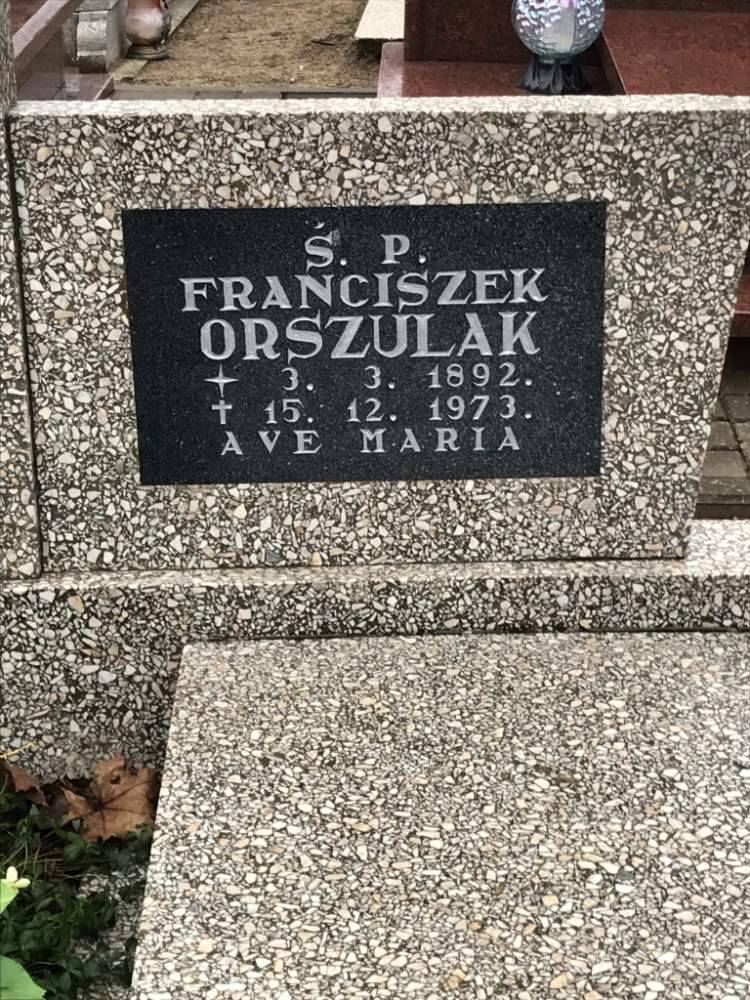 Ś. P.
FRANCISZEK
ORSZULAK
3. 3. 1892.
† 15. 12. 1973.
AVE MARIA